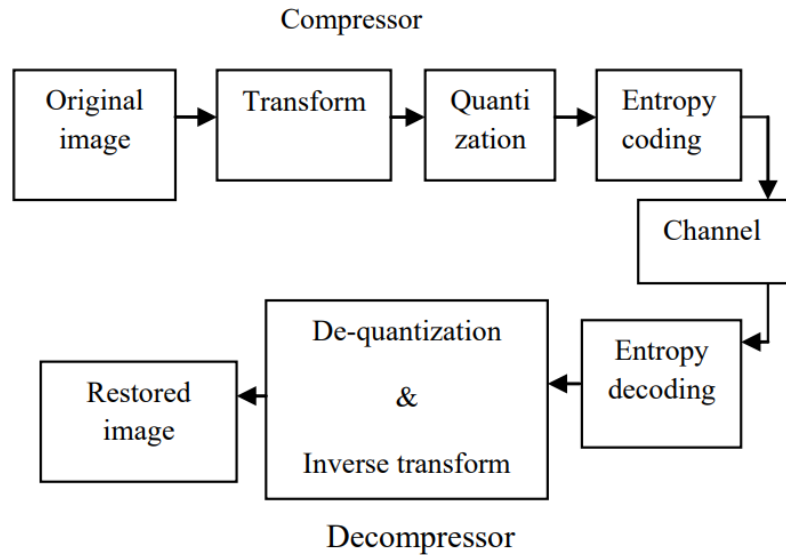 Compressor
Original
image
Transform
Quanti
zation
Entropy
coding
Channel
Entropy
decoding
De-quantization
&
Inverse transform
Restored
image
Decompressor